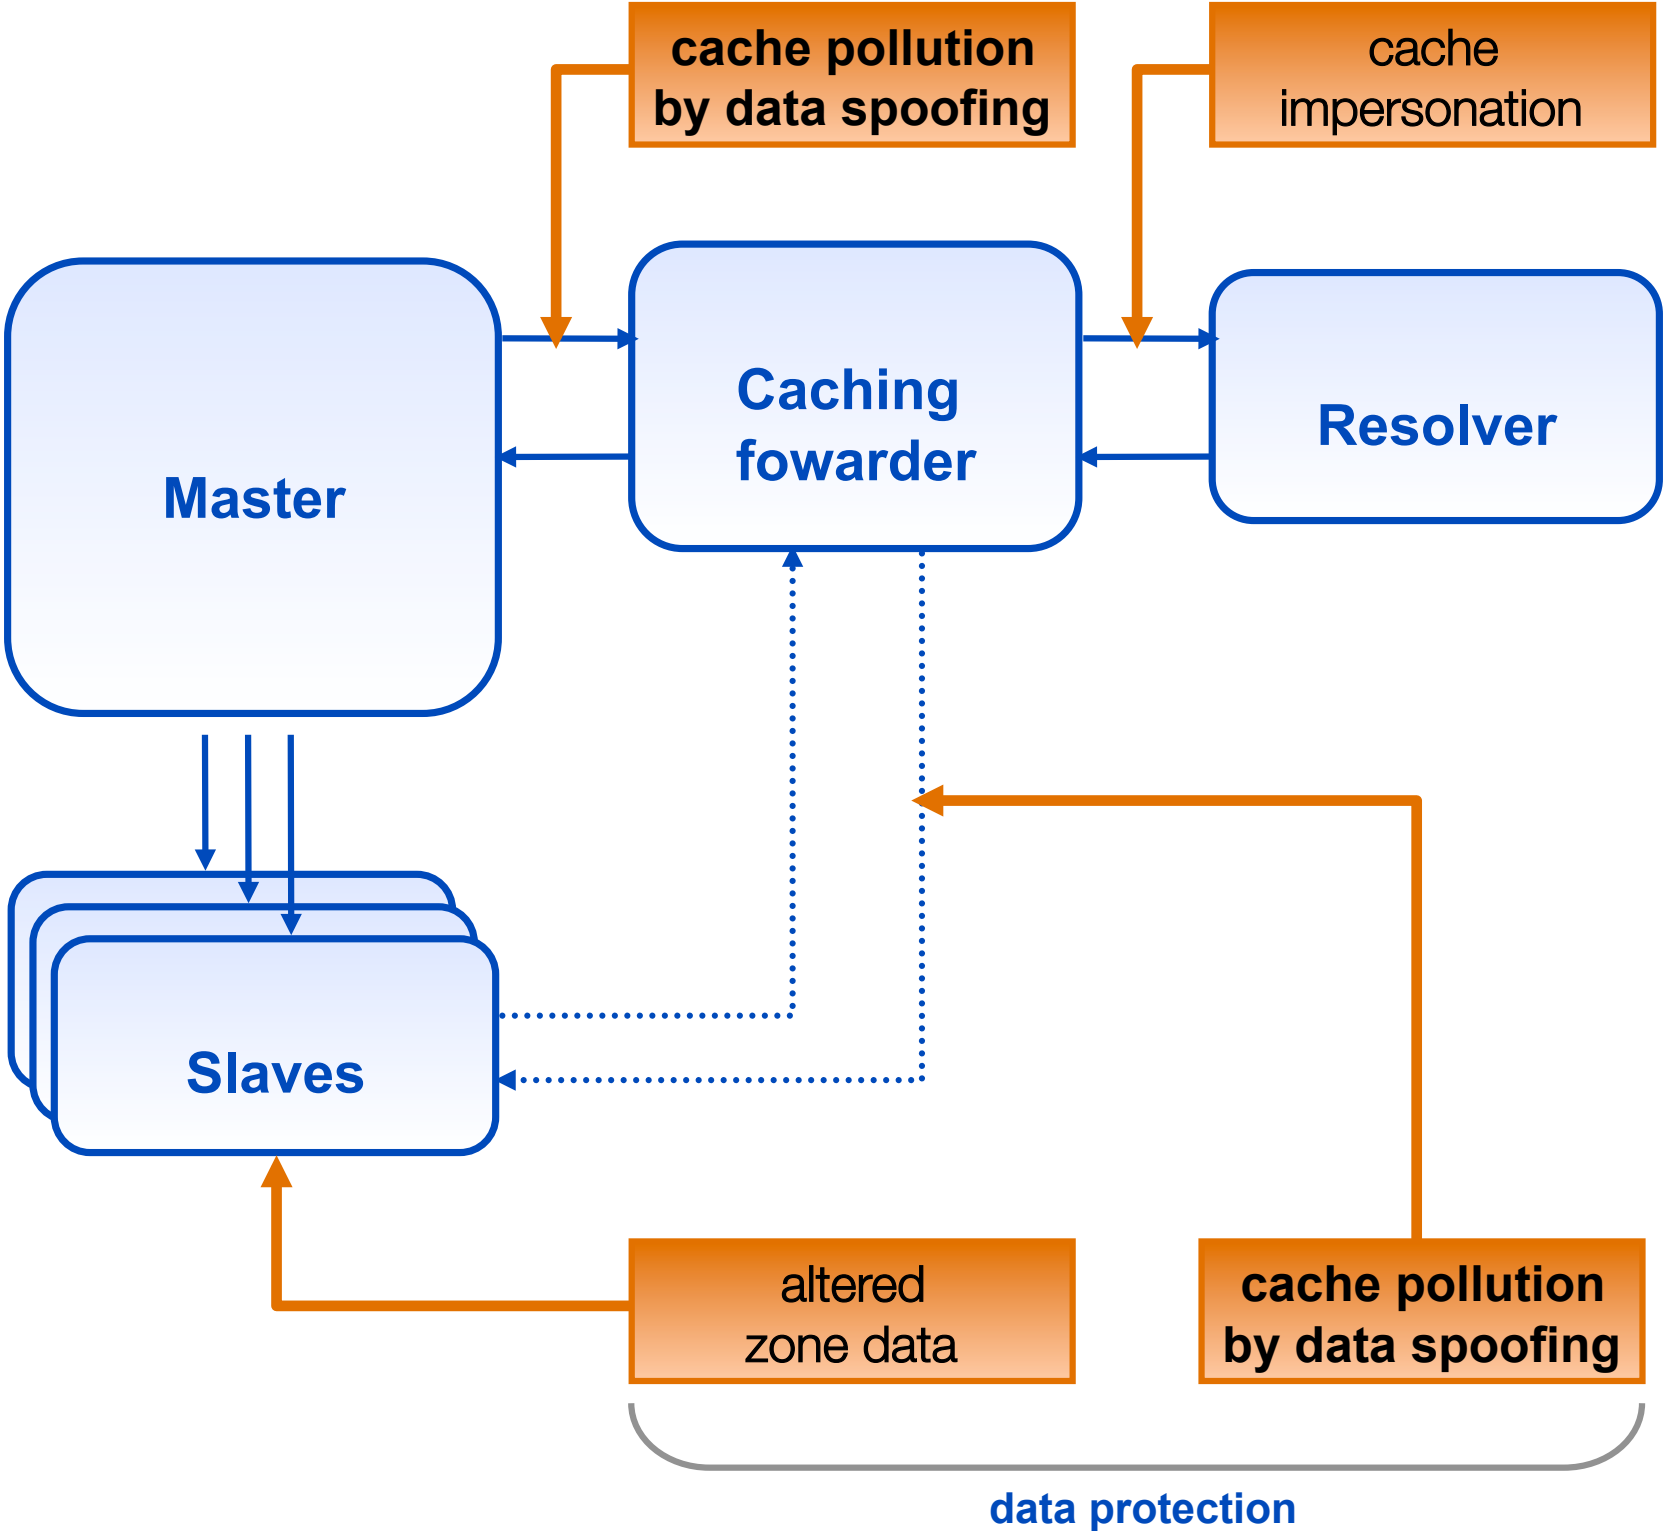 cache pollution
by data spoofing
cache
impersonation
Master
Caching
fowarder
Resolver
Slaves
altered
zone data
cache pollution
by data spoofing
data protection